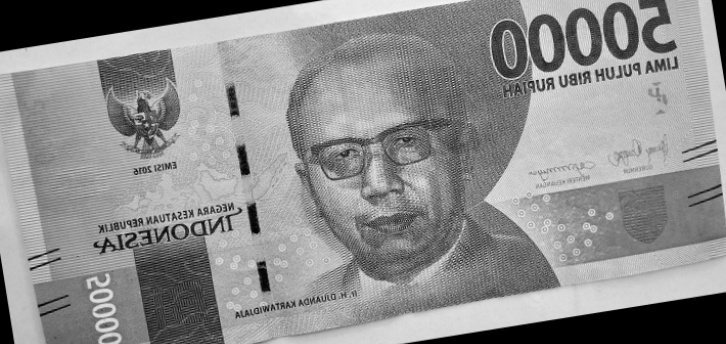 50000
LIMA PULUH RIBU RUPIAH
EMISI 2016
NEGARA KESATUAN REPUBLIK
INDONESIA
GUBERNUR
MENTERI KEUANGAN
50000
Ir. H. DJUANDA KARTAWIDJAJA